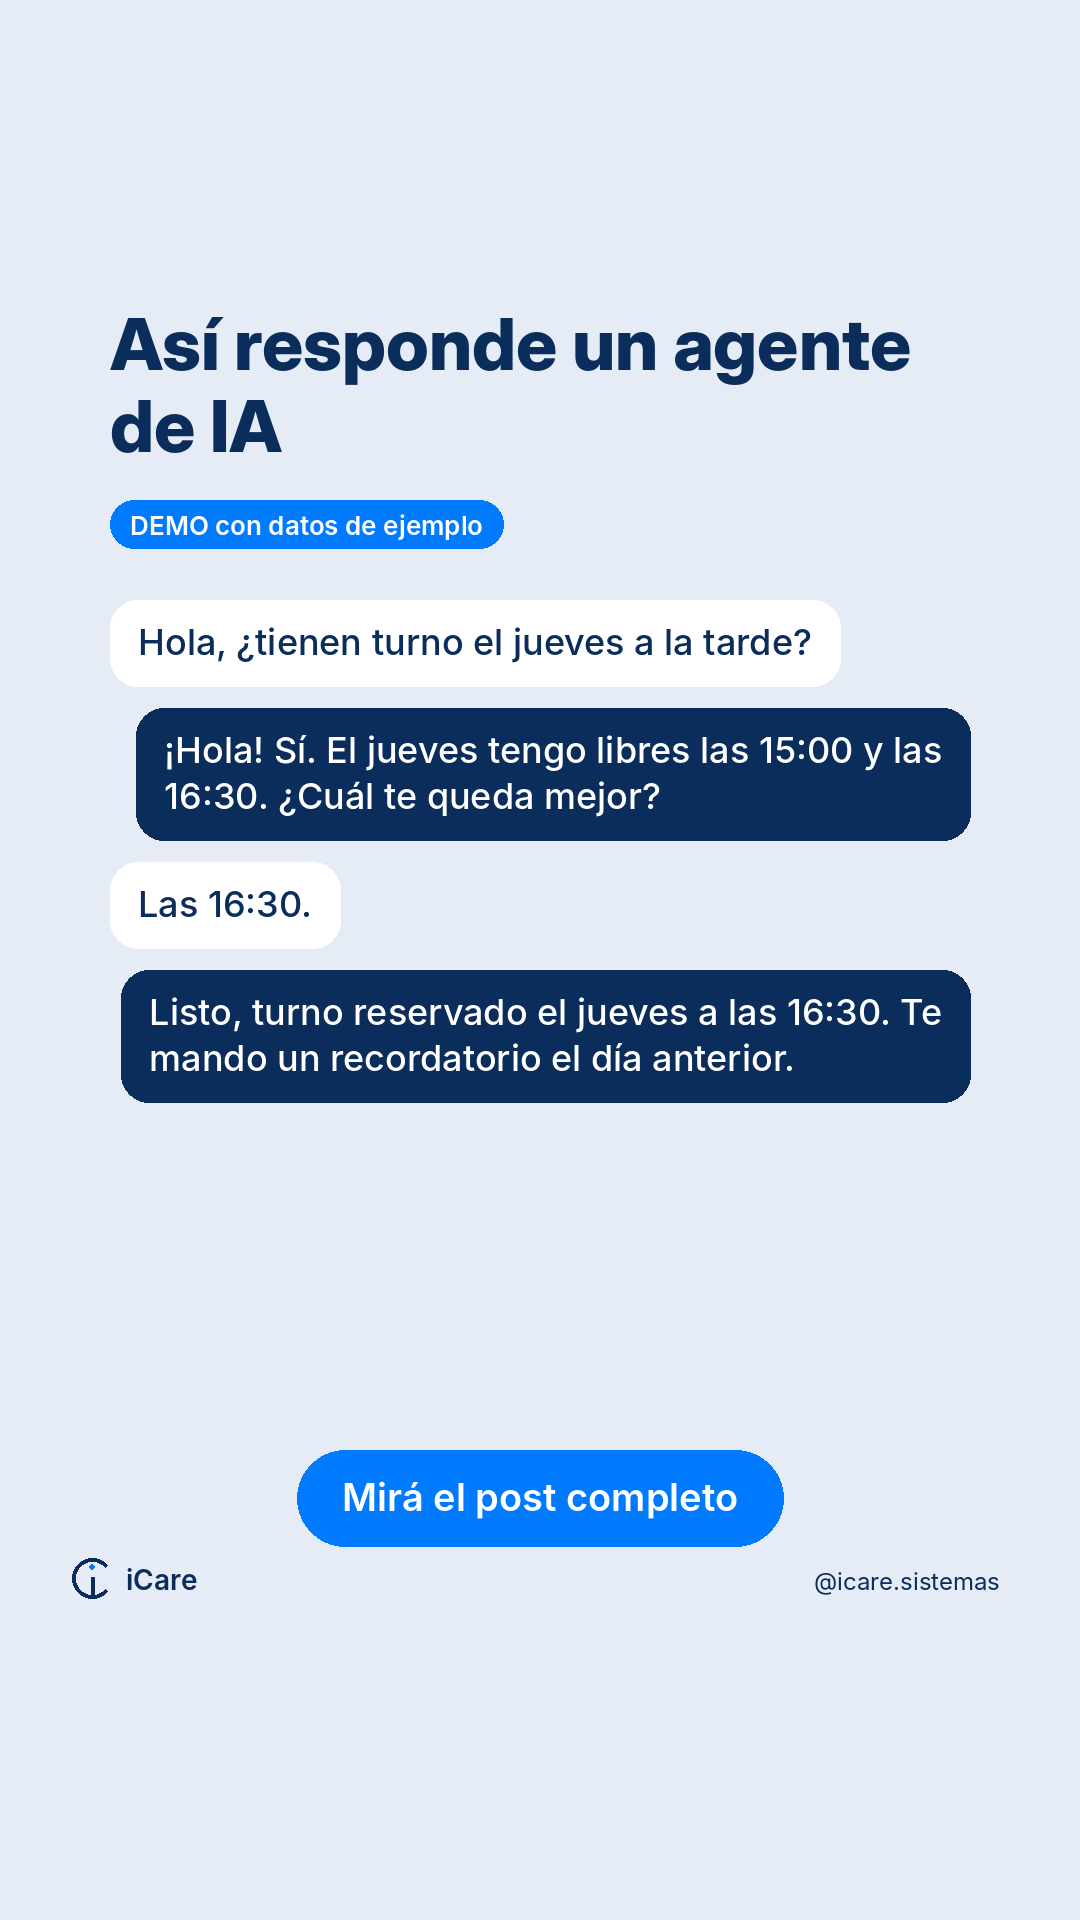 Así responde un agente
de IA
DEMO con datos de ejemplo
Hola, ¿tienen turno el jueves a la tarde?
¡Hola! Sí. El jueves tengo libres las 15:00 y las
16:30. ¿Cuál te queda mejor?
Las 16:30.
Listo, turno reservado el jueves a las 16:30. Te
mando un recordatorio el día anterior.
Mirá el post completo
iCare
@icare.sistemas